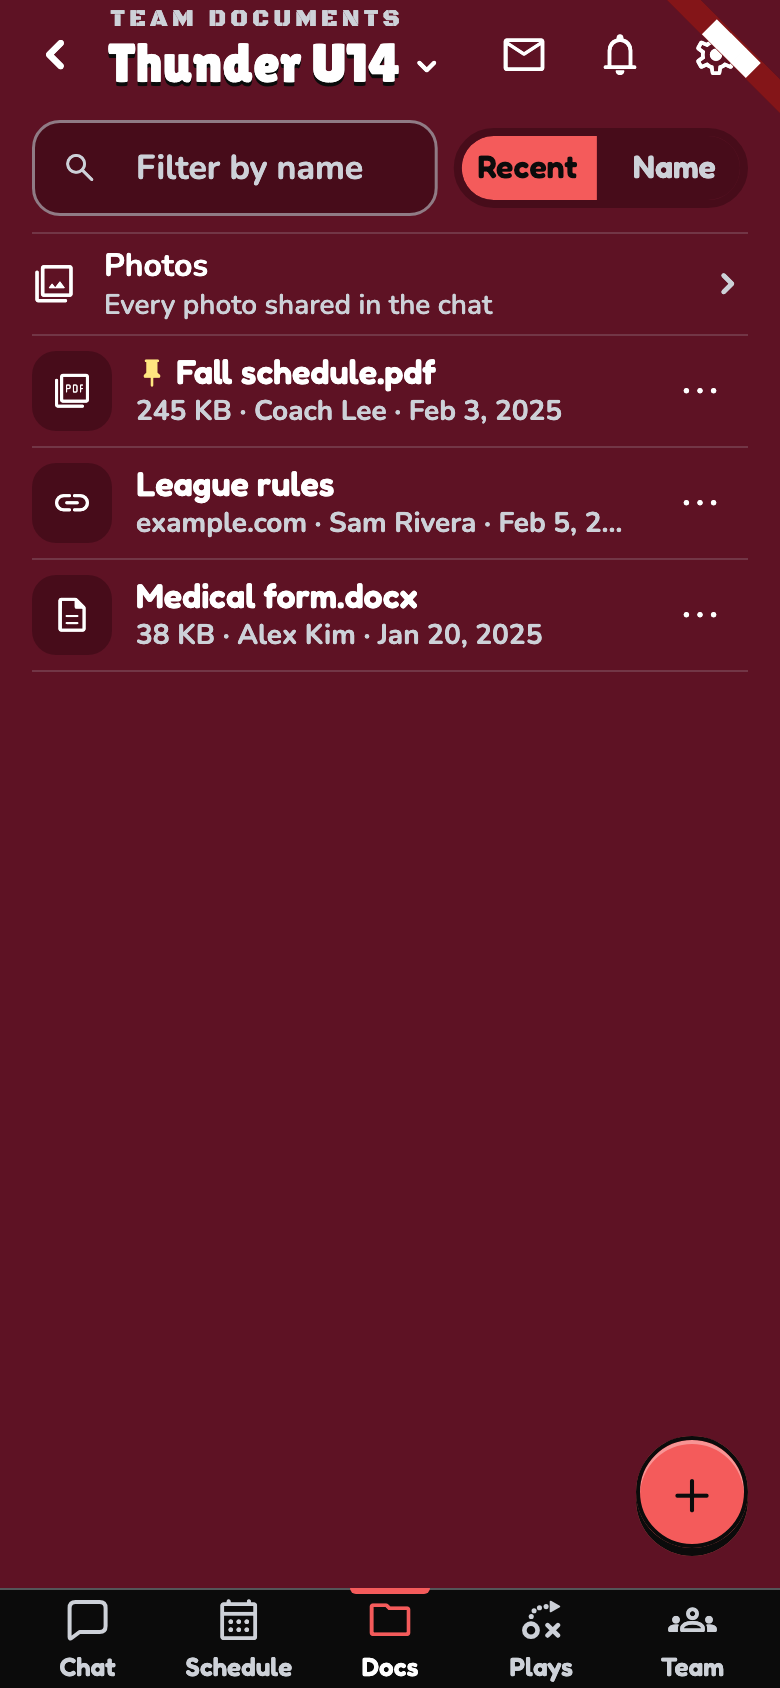 TEAM DOCUMENTS
Thunder U14
Filter by name
Recent
Name
Photos
Every photo shared in the chat
PDF
Fall schedule.pdf
245 KB · Coach Lee · Feb 3, 2025
League rules
example.com · Sam Rivera · Feb 5, 2...
Medical form.docx
38 KB · Alex Kim · Jan 20, 2025
Chat
Schedule
Docs
Plays
Team